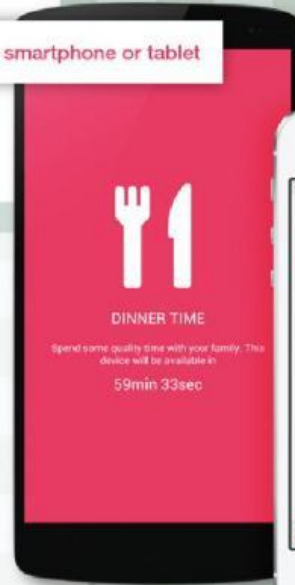 smartphone or tablet
DINNER TIME
Spend some quality time with your family. This
device will be available in
59min 33sec